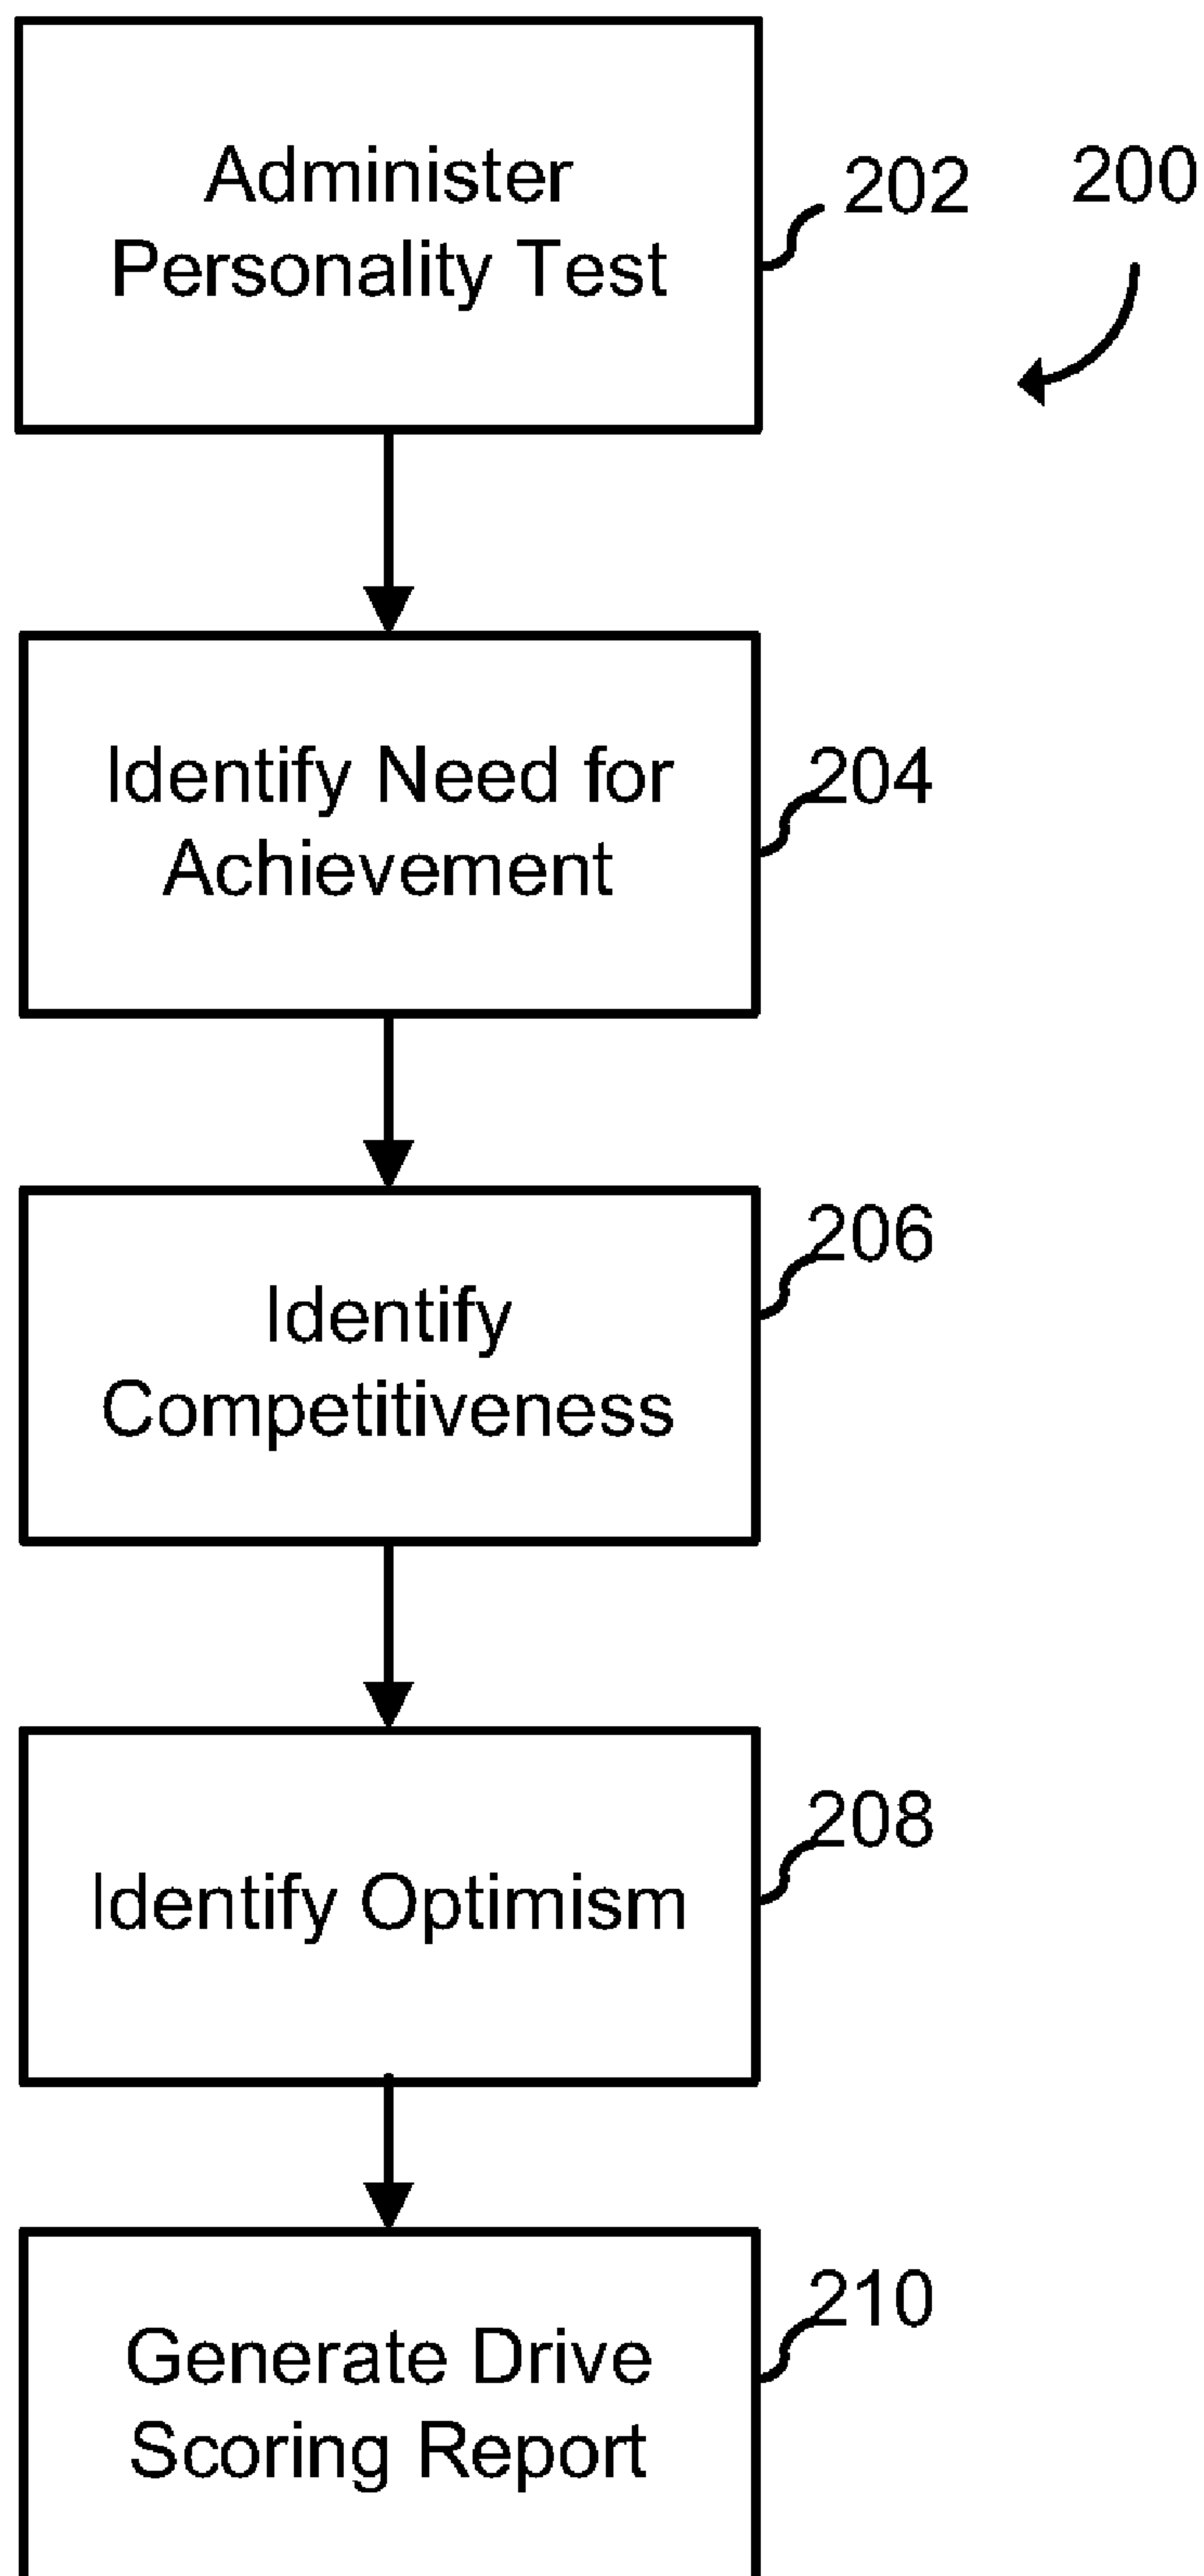 Administer
Personality Test
202
200
Identify Need for
Achievement
204
Identify
Competitiveness
206
Identify Optimism
208
Generate Drive
Scoring Report
210